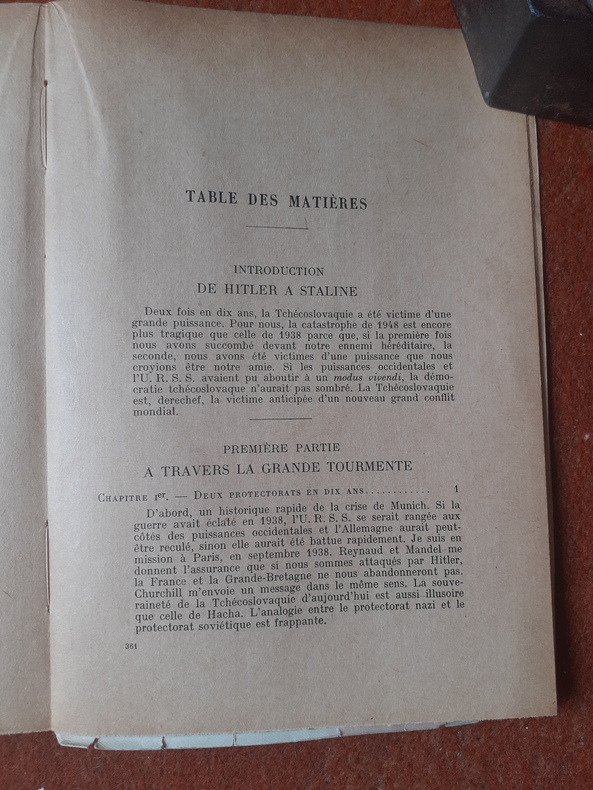 TABLE DES MATIÈRES
INTRODUCTION
DE HITLER A STALINE
Deux fois en dix ans, la Tchécoslovaquie a été victime d'une
grande puissance. Pour nous, la catastrophe de 1948 est encore
plus tragique que celle de 1938 parce que, si la première fois
nous avons succombé devant notre ennemi héréditaire, la
seconde, nous avons été victimes d'une puissance que nous
croyions être notre amie. Si les puissances occidentales et
l'U. R. S. S. avaient pu aboutir à un modus vivendi, la démo-
cratie tchécoslovaque n'aurait pas sombré. La Tchécoslovaquie
est, derechef, la victime anticipée d'un nouveau grand conflit
mondial.
PREMIÈRE PARTIE
A TRAVERS LA GRANDE TOURMENTE
CHAPITRE Ier. — DEUX PROTECTORATS EN DIX ANS............ 1
D'abord, un historique rapide de la crise de Munich. Si la
guerre avait éclaté en 1938, l'U. R. S. S. se serait rangée aux
côtés des puissances occidentales et l'Allemagne aurait peut-
être reculé, sinon elle aurait été battue rapidement. Je suis en
mission à Paris, en septembre 1938. Reynaud et Mandel me
donnent l'assurance que si nous sommes attaqués par Hitler,
la France et la Grande-Bretagne ne nous abandonneront pas.
Churchill m'envoie un message dans le même sens. La souve-
raineté de la Tchécoslovaquie d'aujourd'hui est aussi illusoire
que celle de Hacha. L'analogie entre le protectorat nazi et le
protectorat soviétique est frappante.
361